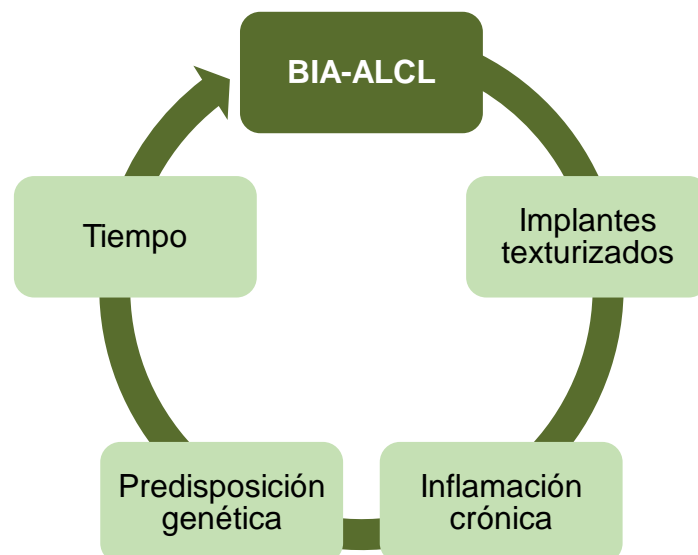 BIA-ALCL
Implantes
texturizados
Inflamación
crónica
Predisposición
genética
Tiempo